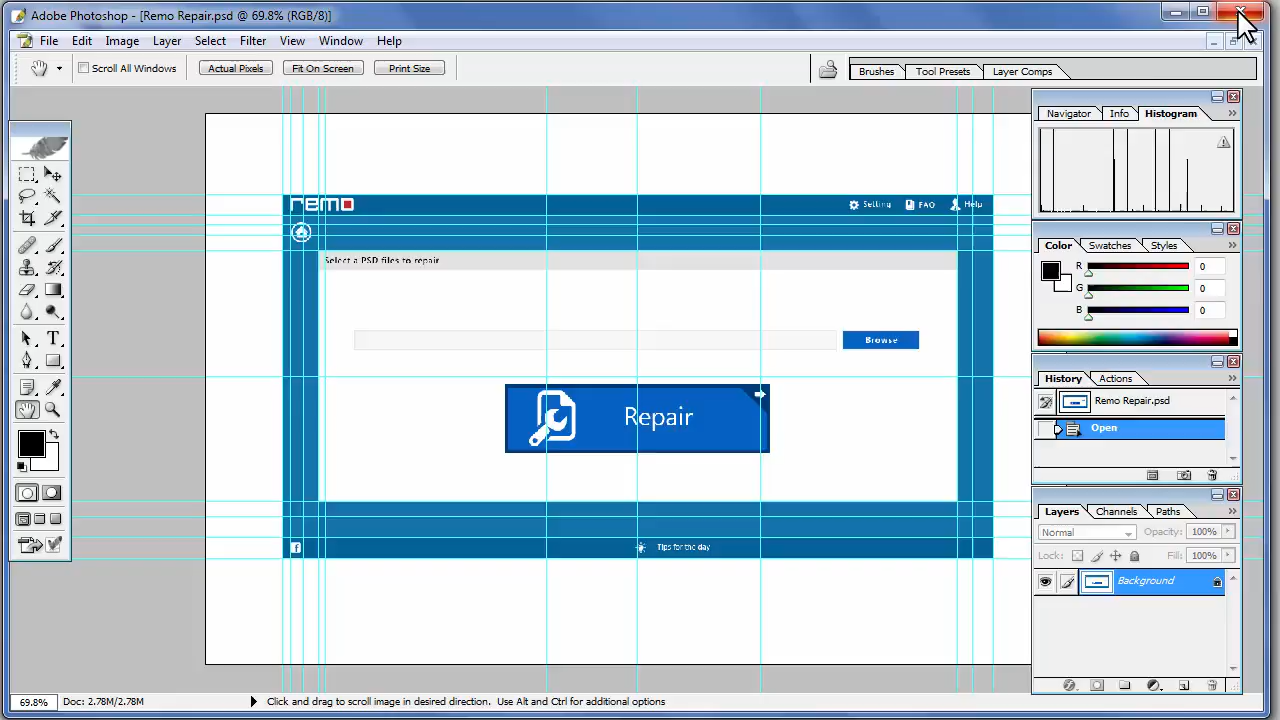 Adobe Photoshop - [Remo Repair.psd @ 69.8% (RGB/8)]
File Edit Image Layer Select Filter View Window Help
Scroll All Windows Actual Pixels Fit On Screen Print Size Brushes Tool Presets Layer Comps
Navigator Info Histogram
remo Setting FAQ Help
Color Swatches Styles
Select a PSD files to repair
R 0
G 0
B 0
Browse
History Actions
Remo Repair.psd
Repair
Open
Layers Channels Paths
Normal Opacity: 100%
Lock: Fill: 100%
Tips for the day
Background
69.8% Doc: 2.78M/2.78M Click and drag to scroll image in desired direction. Use Alt and Ctrl for additional options